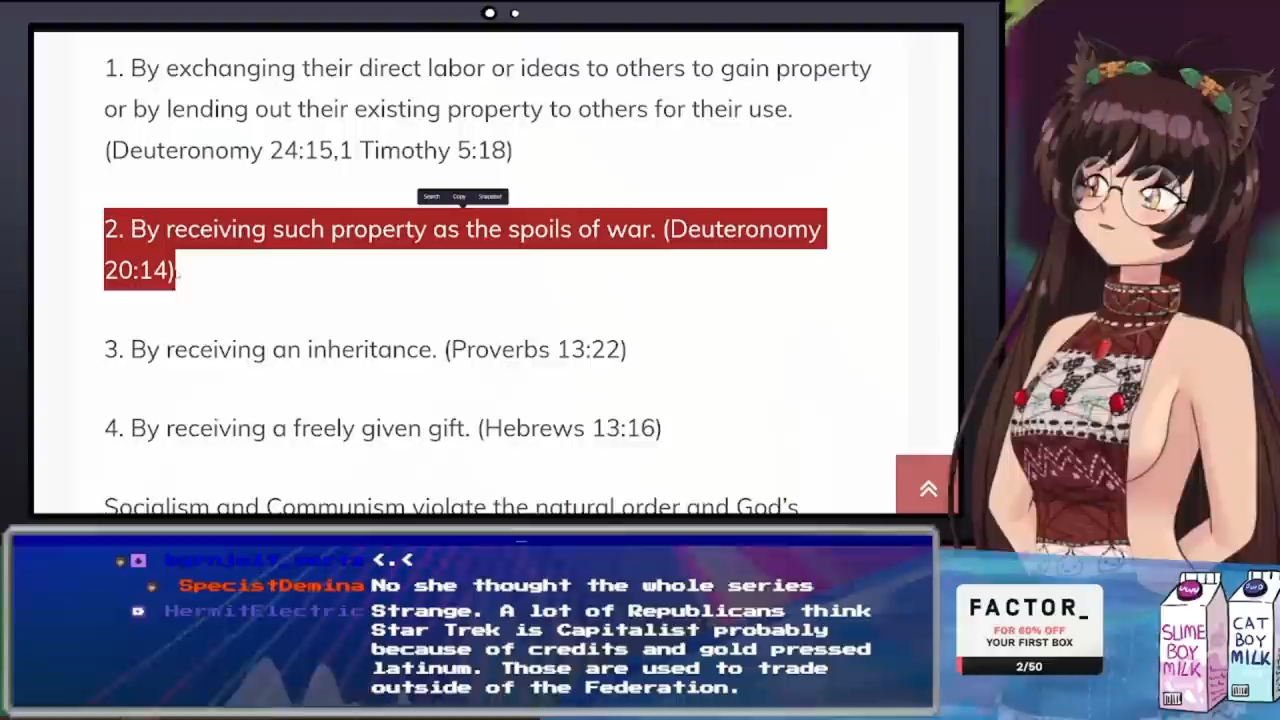 1. By exchanging their direct labor or ideas to others to gain property
or by lending out their existing property to others for their use.
(Deuteronomy 24:15,1 Timothy 5:18)
Search Copy Snapshot
2. By receiving such property as the spoils of war. (Deuteronomy
20:14)
3. By receiving an inheritance. (Proverbs 13:22)
4. By receiving a freely given gift. (Hebrews 13:16)
Socialism and Communism violate the natural order and God's
<.<
SpecistDemina No she thought the whole series
HermitElectric Strange. A lot of Republicans think
Star Trek is Capitalist probably
because of credits and gold pressed
latinum. Those are used to trade
outside of the Federation.
FACTOR_
FOR 60% OFF
YOUR FIRST BOX
2/50
SLIME
BOY
MILK
CAT
BOY
MILK